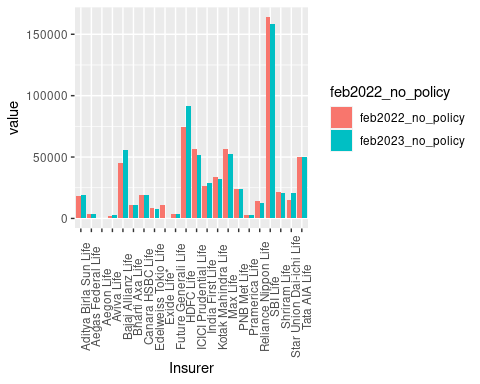 150000
100000
50000
0
value
Aditya Birla Sun Life
Aegas Federal Life
Aegon Life
Aviva Life
Bajaj Allianz Life
Bharti Axa Life
Canara HSBC Life
Edelweiss Tokio Life
Exide Life*
Future Generali Life
HDFC Life
ICICI Prudential Life
India First Life
Kotak Mahindra Life
Max Life
PNB Met Life
Pramerica Life
Reliance Nippon Life
SBI Life
Shriram Life
Star Union Dai-ichi Life
Tata AIA Life
Insurer
feb2022_no_policy
feb2022_no_policy
feb2023_no_policy